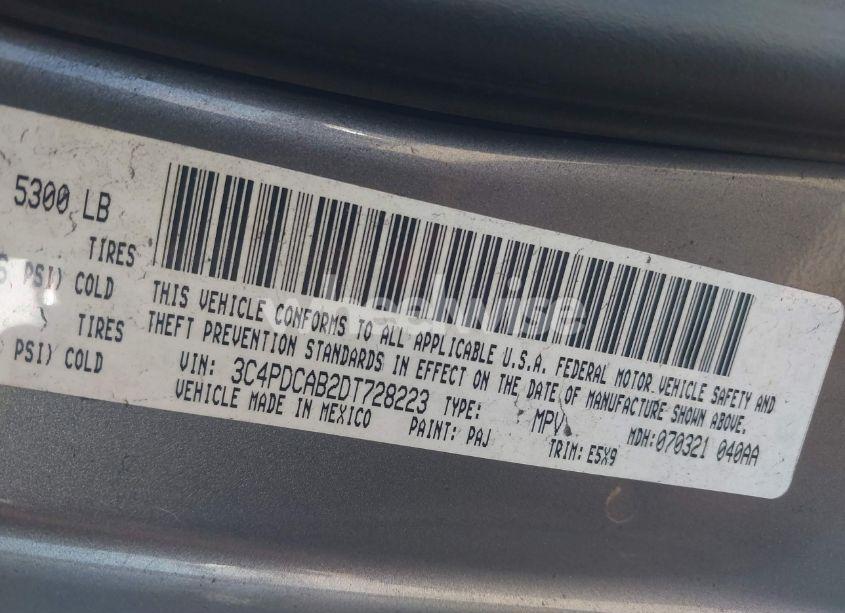 5300 LB
TIRES
PSI) COLD
TIRES
PSI) COLD
THIS VEHICLE CONFORMS TO ALL APPLICABLE U.S.A. FEDERAL MOTOR VEHICLE SAFETY AND
THEFT PREVENTION STANDARDS IN EFFECT ON THE DATE OF MANUFACTURE SHOWN ABOVE.
VIN: 3C4PDCAB2DT728223 TYPE: MPV MDH:070321 040AA
VEHICLE MADE IN MEXICO PAINT: PAJ TRIM: E5X9
wheelwise